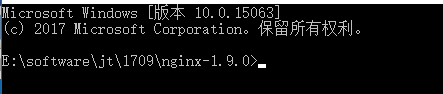 Microsoft Windows [版本 10.0.15063]
(c) 2017 Microsoft Corporation。保留所有权利。
E:\software\jt\1709\nginx-1.9.0>